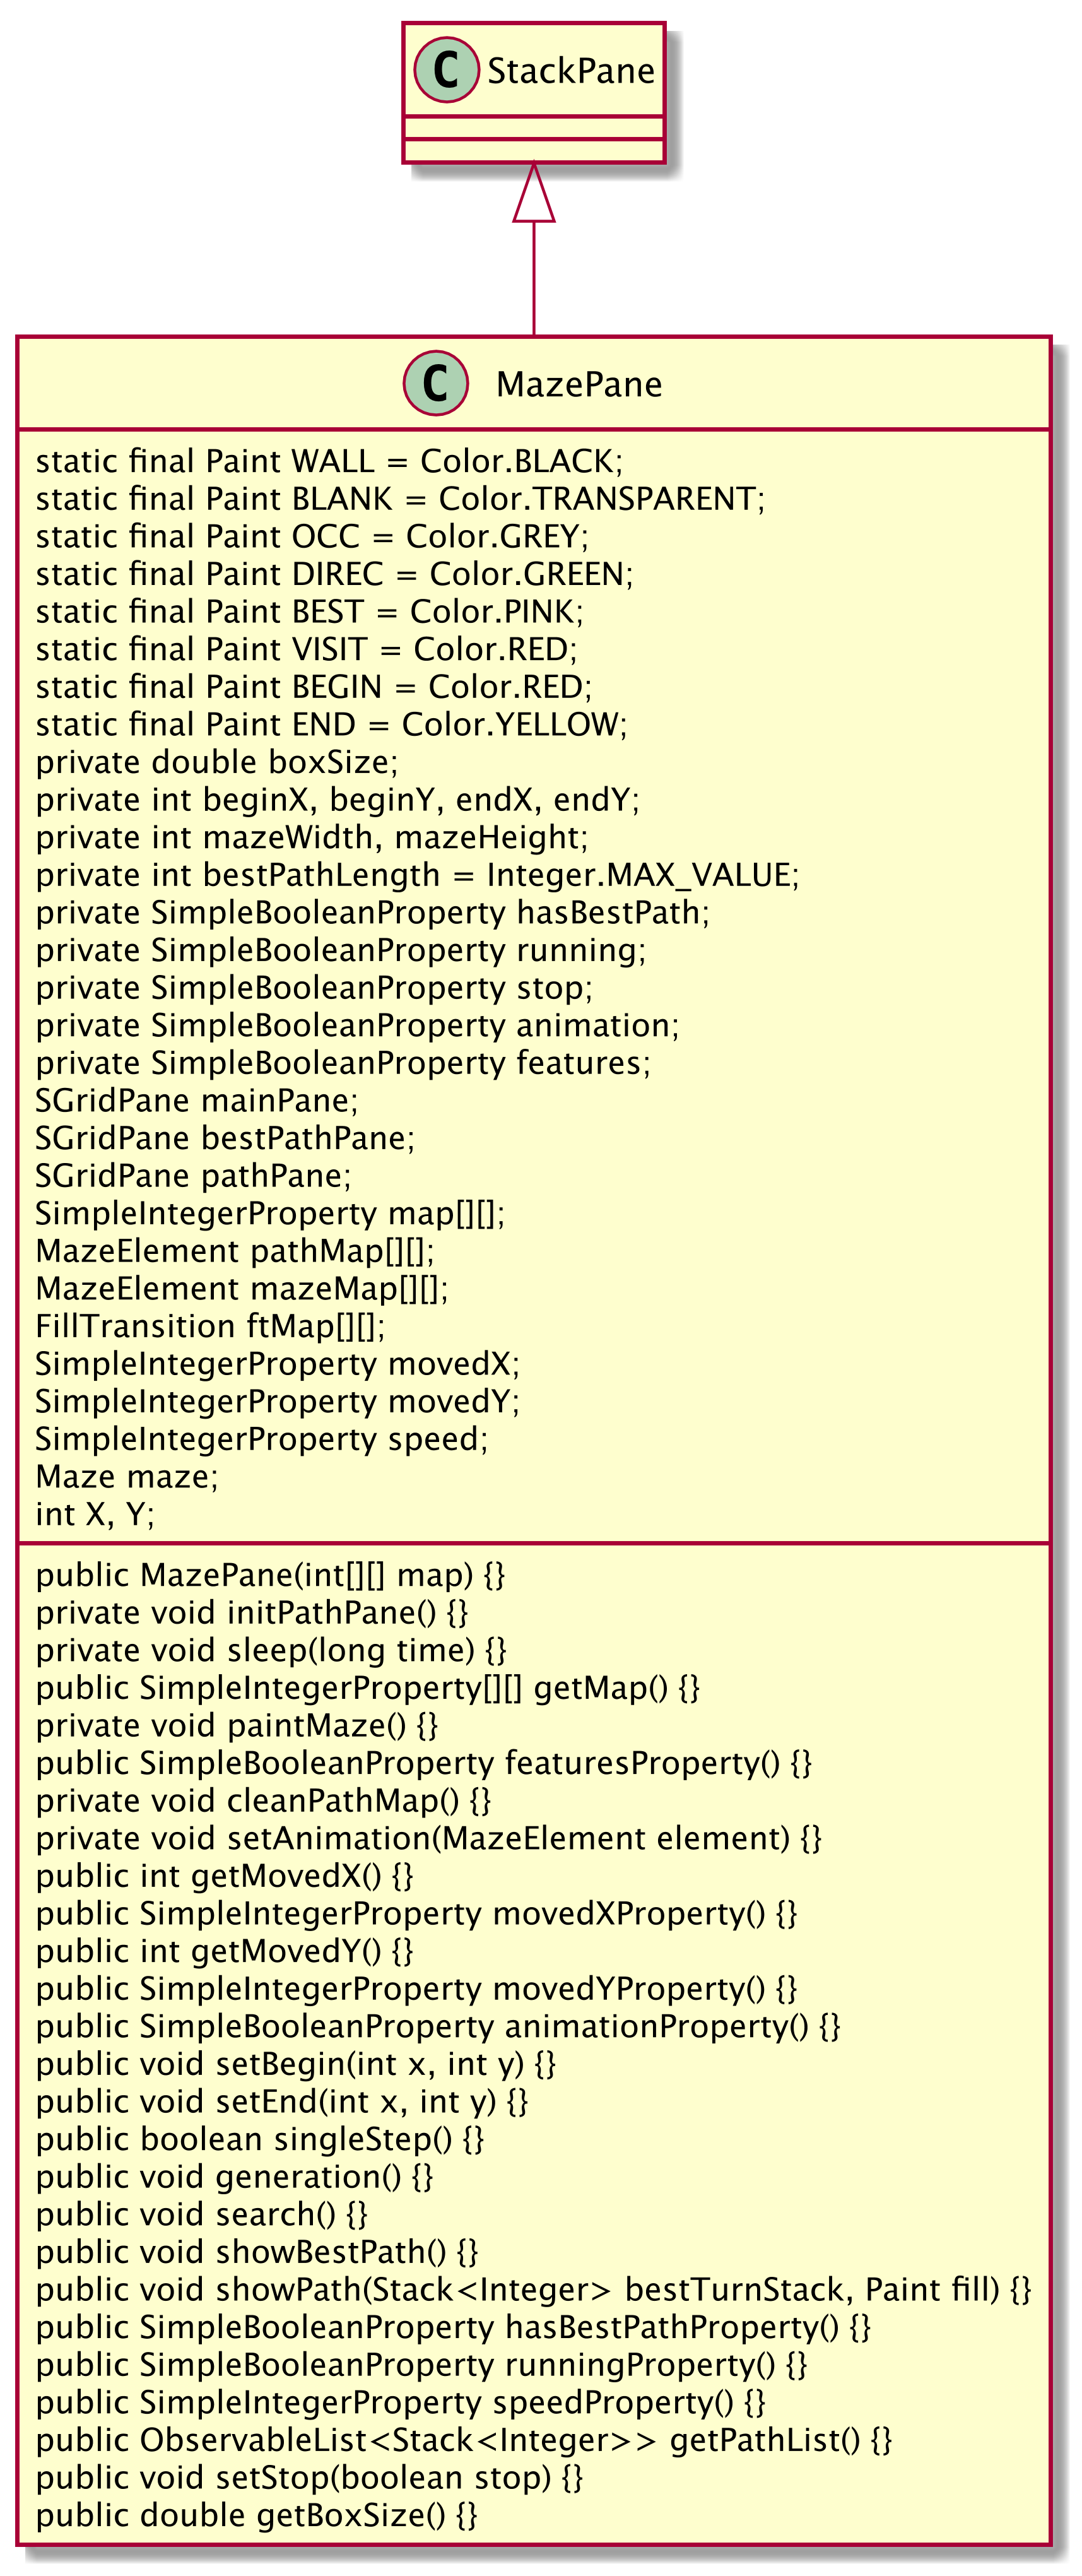 C StackPane
C MazePane
static final Paint WALL = Color.BLACK;
static final Paint BLANK = Color.TRANSPARENT;
static final Paint OCC = Color.GREY;
static final Paint DIREC = Color.GREEN;
static final Paint BEST = Color.PINK;
static final Paint VISIT = Color.RED;
static final Paint BEGIN = Color.RED;
static final Paint END = Color.YELLOW;
private double boxSize;
private int beginX, beginY, endX, endY;
private int mazeWidth, mazeHeight;
private int bestPathLength = Integer.MAX_VALUE;
private SimpleBooleanProperty hasBestPath;
private SimpleBooleanProperty running;
private SimpleBooleanProperty stop;
private SimpleBooleanProperty animation;
private SimpleBooleanProperty features;
SGridPane mainPane;
SGridPane bestPathPane;
SGridPane pathPane;
SimpleIntegerProperty map[][];
MazeElement pathMap[][];
MazeElement mazeMap[][];
FillTransition ftMap[][];
SimpleIntegerProperty movedX;
SimpleIntegerProperty movedY;
SimpleIntegerProperty speed;
Maze maze;
int X, Y;
public MazePane(int[][] map) {}
private void initPathPane() {}
private void sleep(long time) {}
public SimpleIntegerProperty[][] getMap() {}
private void paintMaze() {}
public SimpleBooleanProperty featuresProperty() {}
private void cleanPathMap() {}
private void setAnimation(MazeElement element) {}
public int getMovedX() {}
public SimpleIntegerProperty movedXProperty() {}
public int getMovedY() {}
public SimpleIntegerProperty movedYProperty() {}
public SimpleBooleanProperty animationProperty() {}
public void setBegin(int x, int y) {}
public void setEnd(int x, int y) {}
public boolean singleStep() {}
public void generation() {}
public void search() {}
public void showBestPath() {}
public void showPath(Stack<Integer> bestTurnStack, Paint fill) {}
public SimpleBooleanProperty hasBestPathProperty() {}
public SimpleBooleanProperty runningProperty() {}
public SimpleIntegerProperty speedProperty() {}
public ObservableList<Stack<Integer>> getPathList() {}
public void setStop(boolean stop) {}
public double getBoxSize() {}